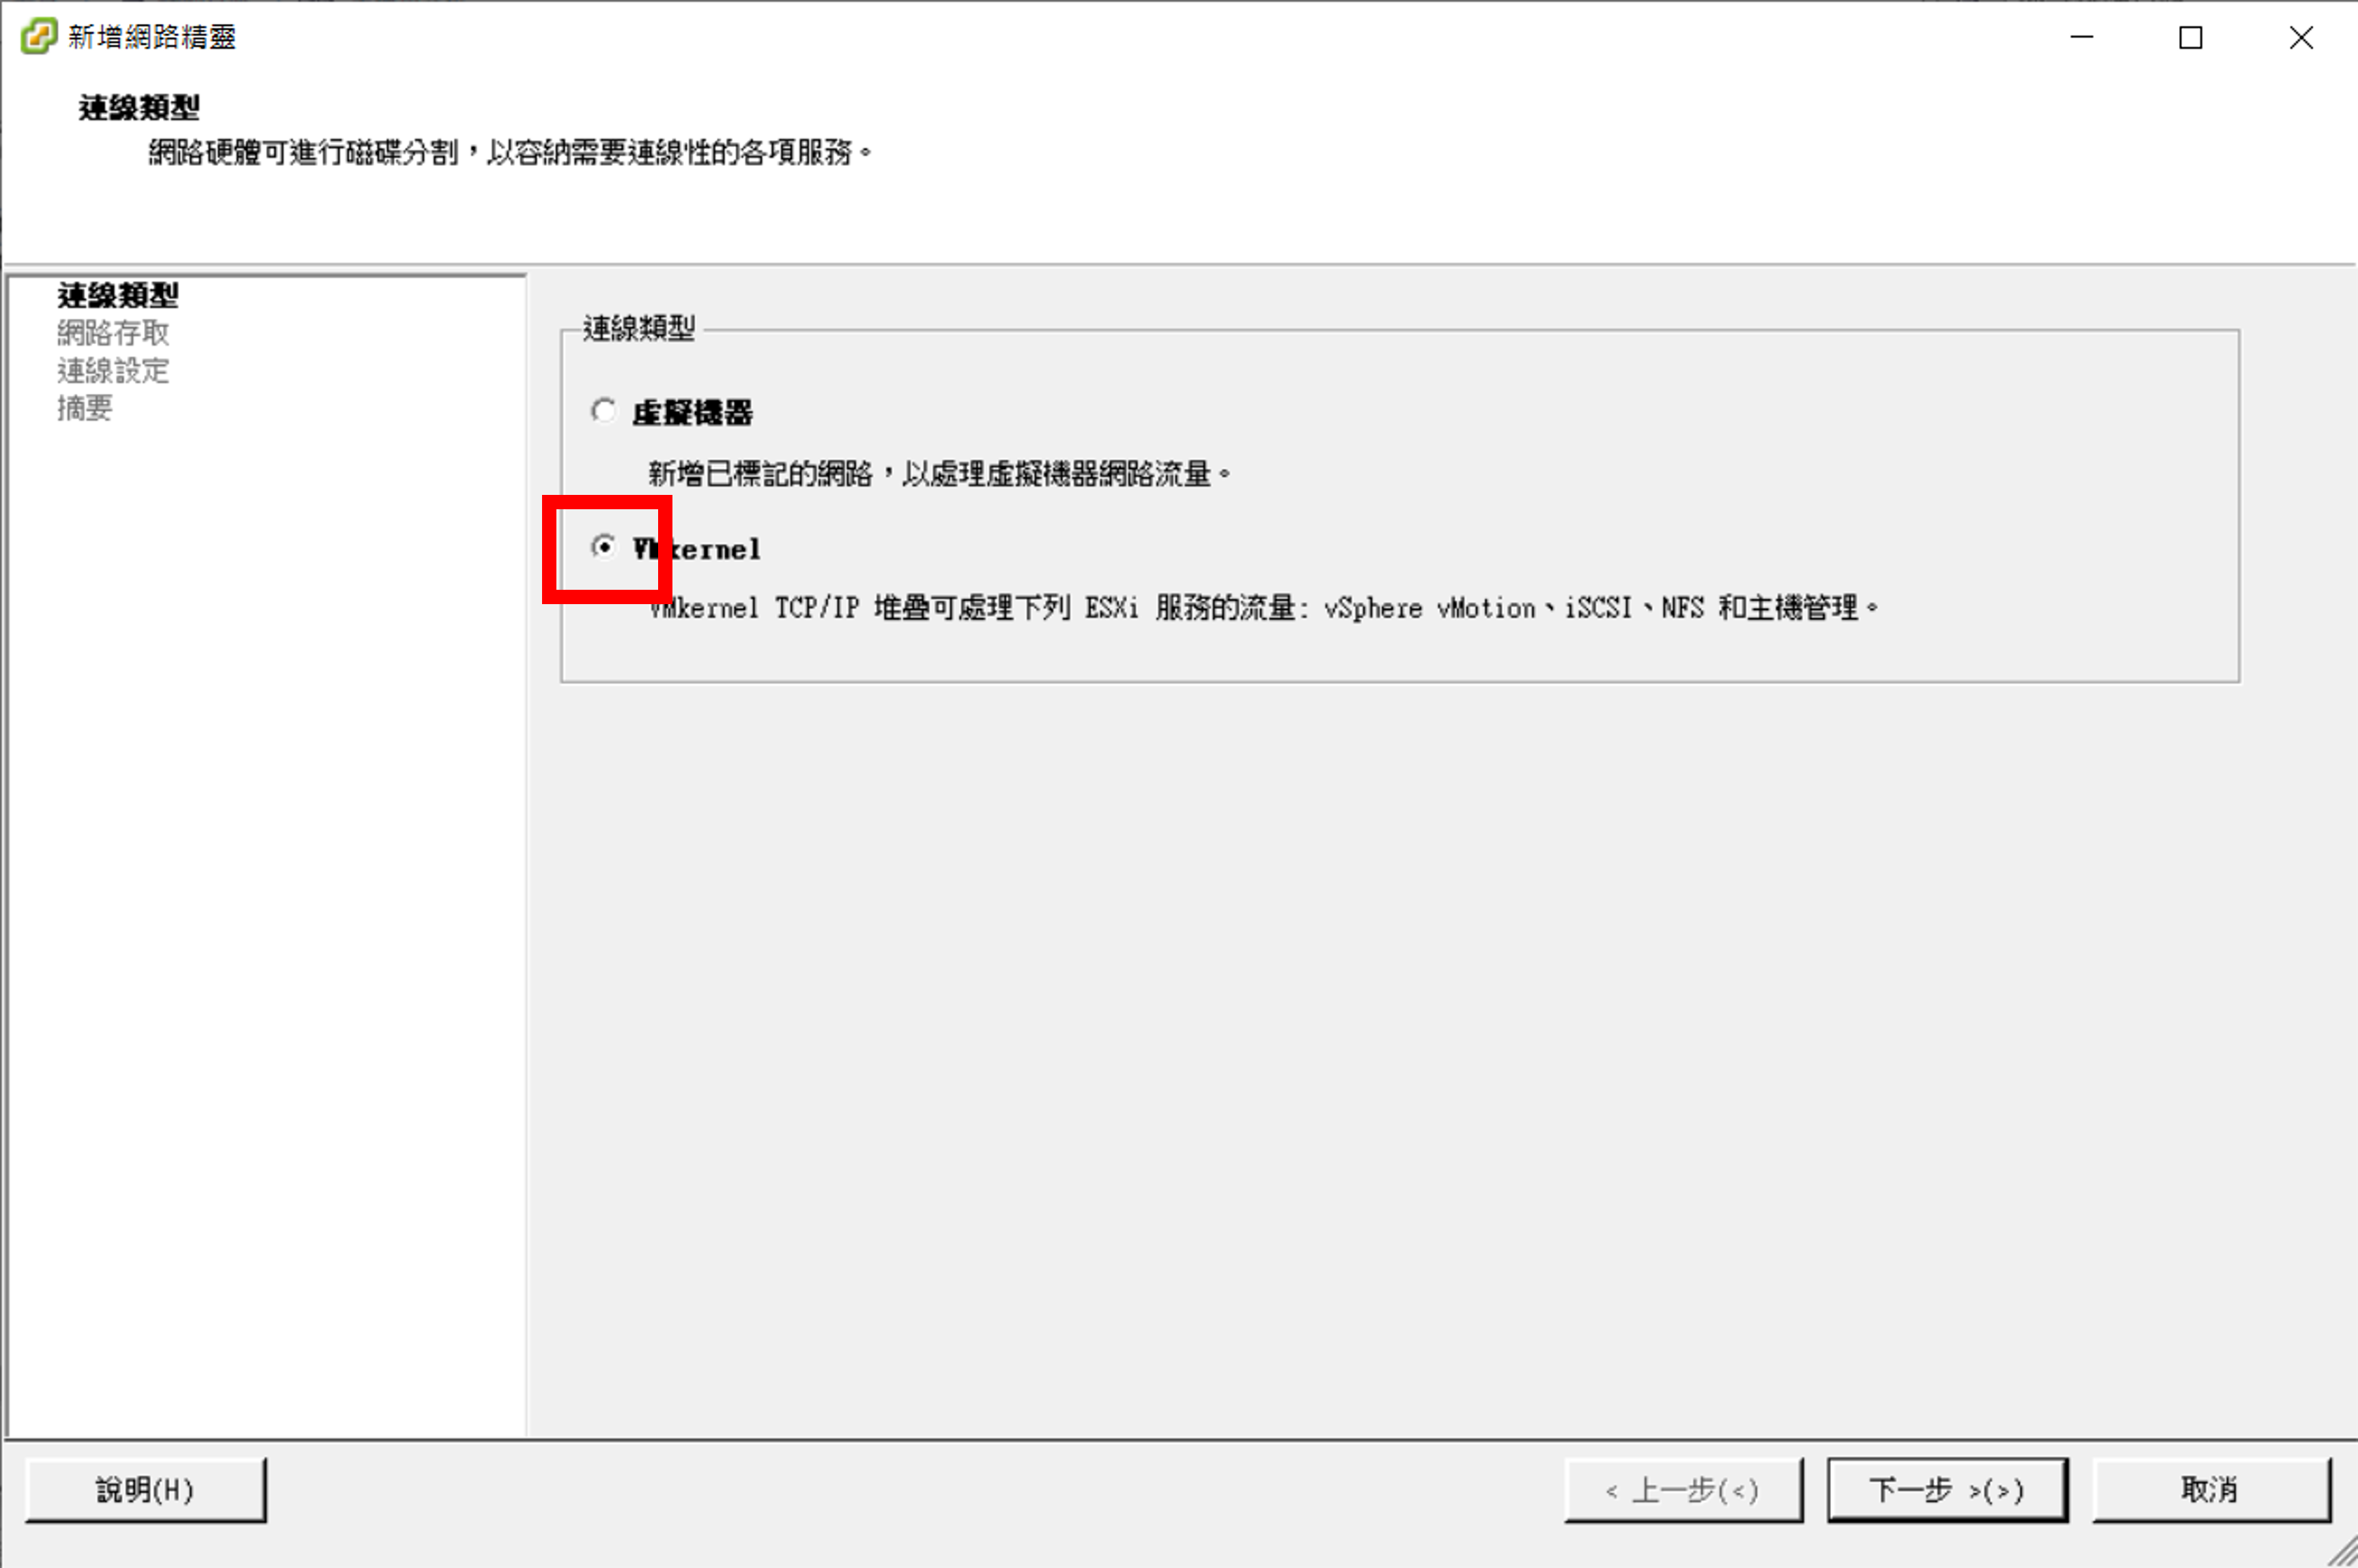 新增網路精靈
連線類型
網路硬體可進行磁碟分割，以容納需要連線性的各項服務。
連線類型
網路存取
連線設定
摘要
連線類型
虛擬機器
新增已標記的網路，以處理虛擬機器網路流量。
VMkernel
VMkernel TCP/IP 堆疊可處理下列 ESXi 服務的流量: vSphere vMotion、iSCSI、NFS 和主機管理。
說明(H)
< 上一步(<)
下一步 >(>)
取消